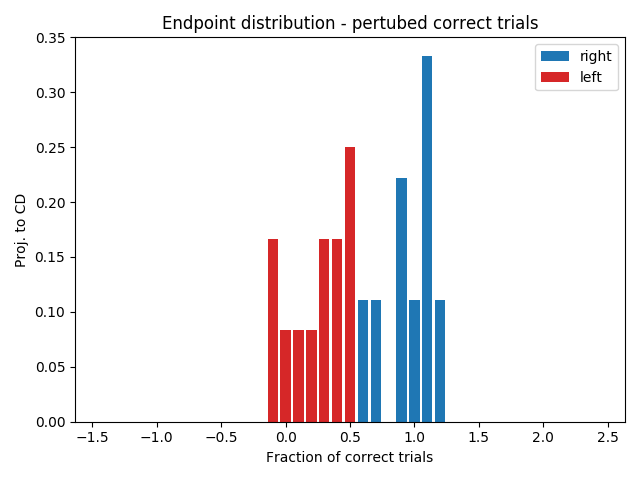 Endpoint distribution - pertubed correct trials
right
left
Proj. to CD
0.35
0.30
0.25
0.20
0.15
0.10
0.05
0.00
−1.5 −1.0 −0.5 0.0 0.5 1.0 1.5 2.0 2.5
Fraction of correct trials